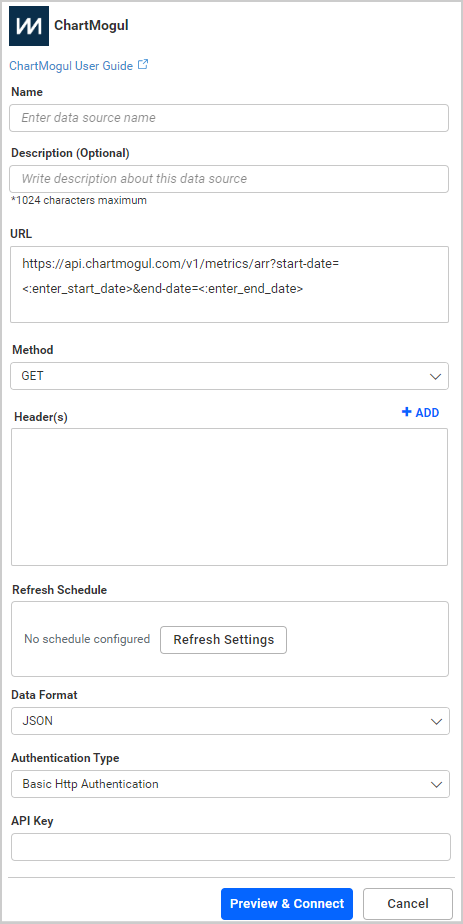 ChartMogul
ChartMogul User Guide
Name
Enter data source name
Description (Optional)
Write description about this data source
*1024 characters maximum
URL
https://api.chartmogul.com/v1/metrics/arr?start-date=
<:enter_start_date>&end-date=<:enter_end_date>
Method
GET
Header(s)
+ ADD
Refresh Schedule
No schedule configured
Refresh Settings
Data Format
JSON
Authentication Type
Basic Http Authentication
API Key
Preview & Connect
Cancel